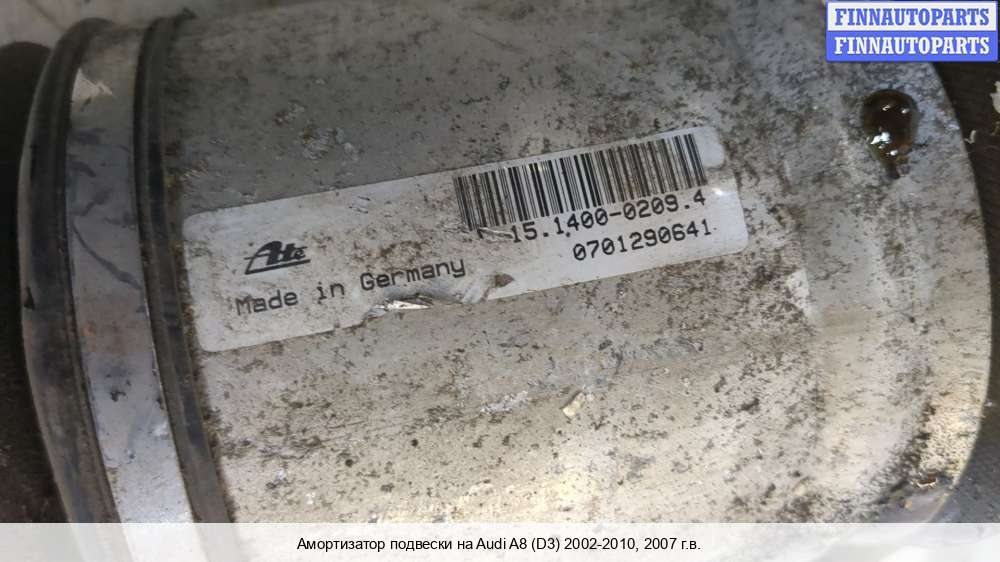 FINNAUTOPARTS
FINNAUTOPARTS
15.1400-0209.4
0701290641
Ate
Made in Germany
Амортизатор подвески на Audi A8 (D3) 2002-2010, 2007 г.в.